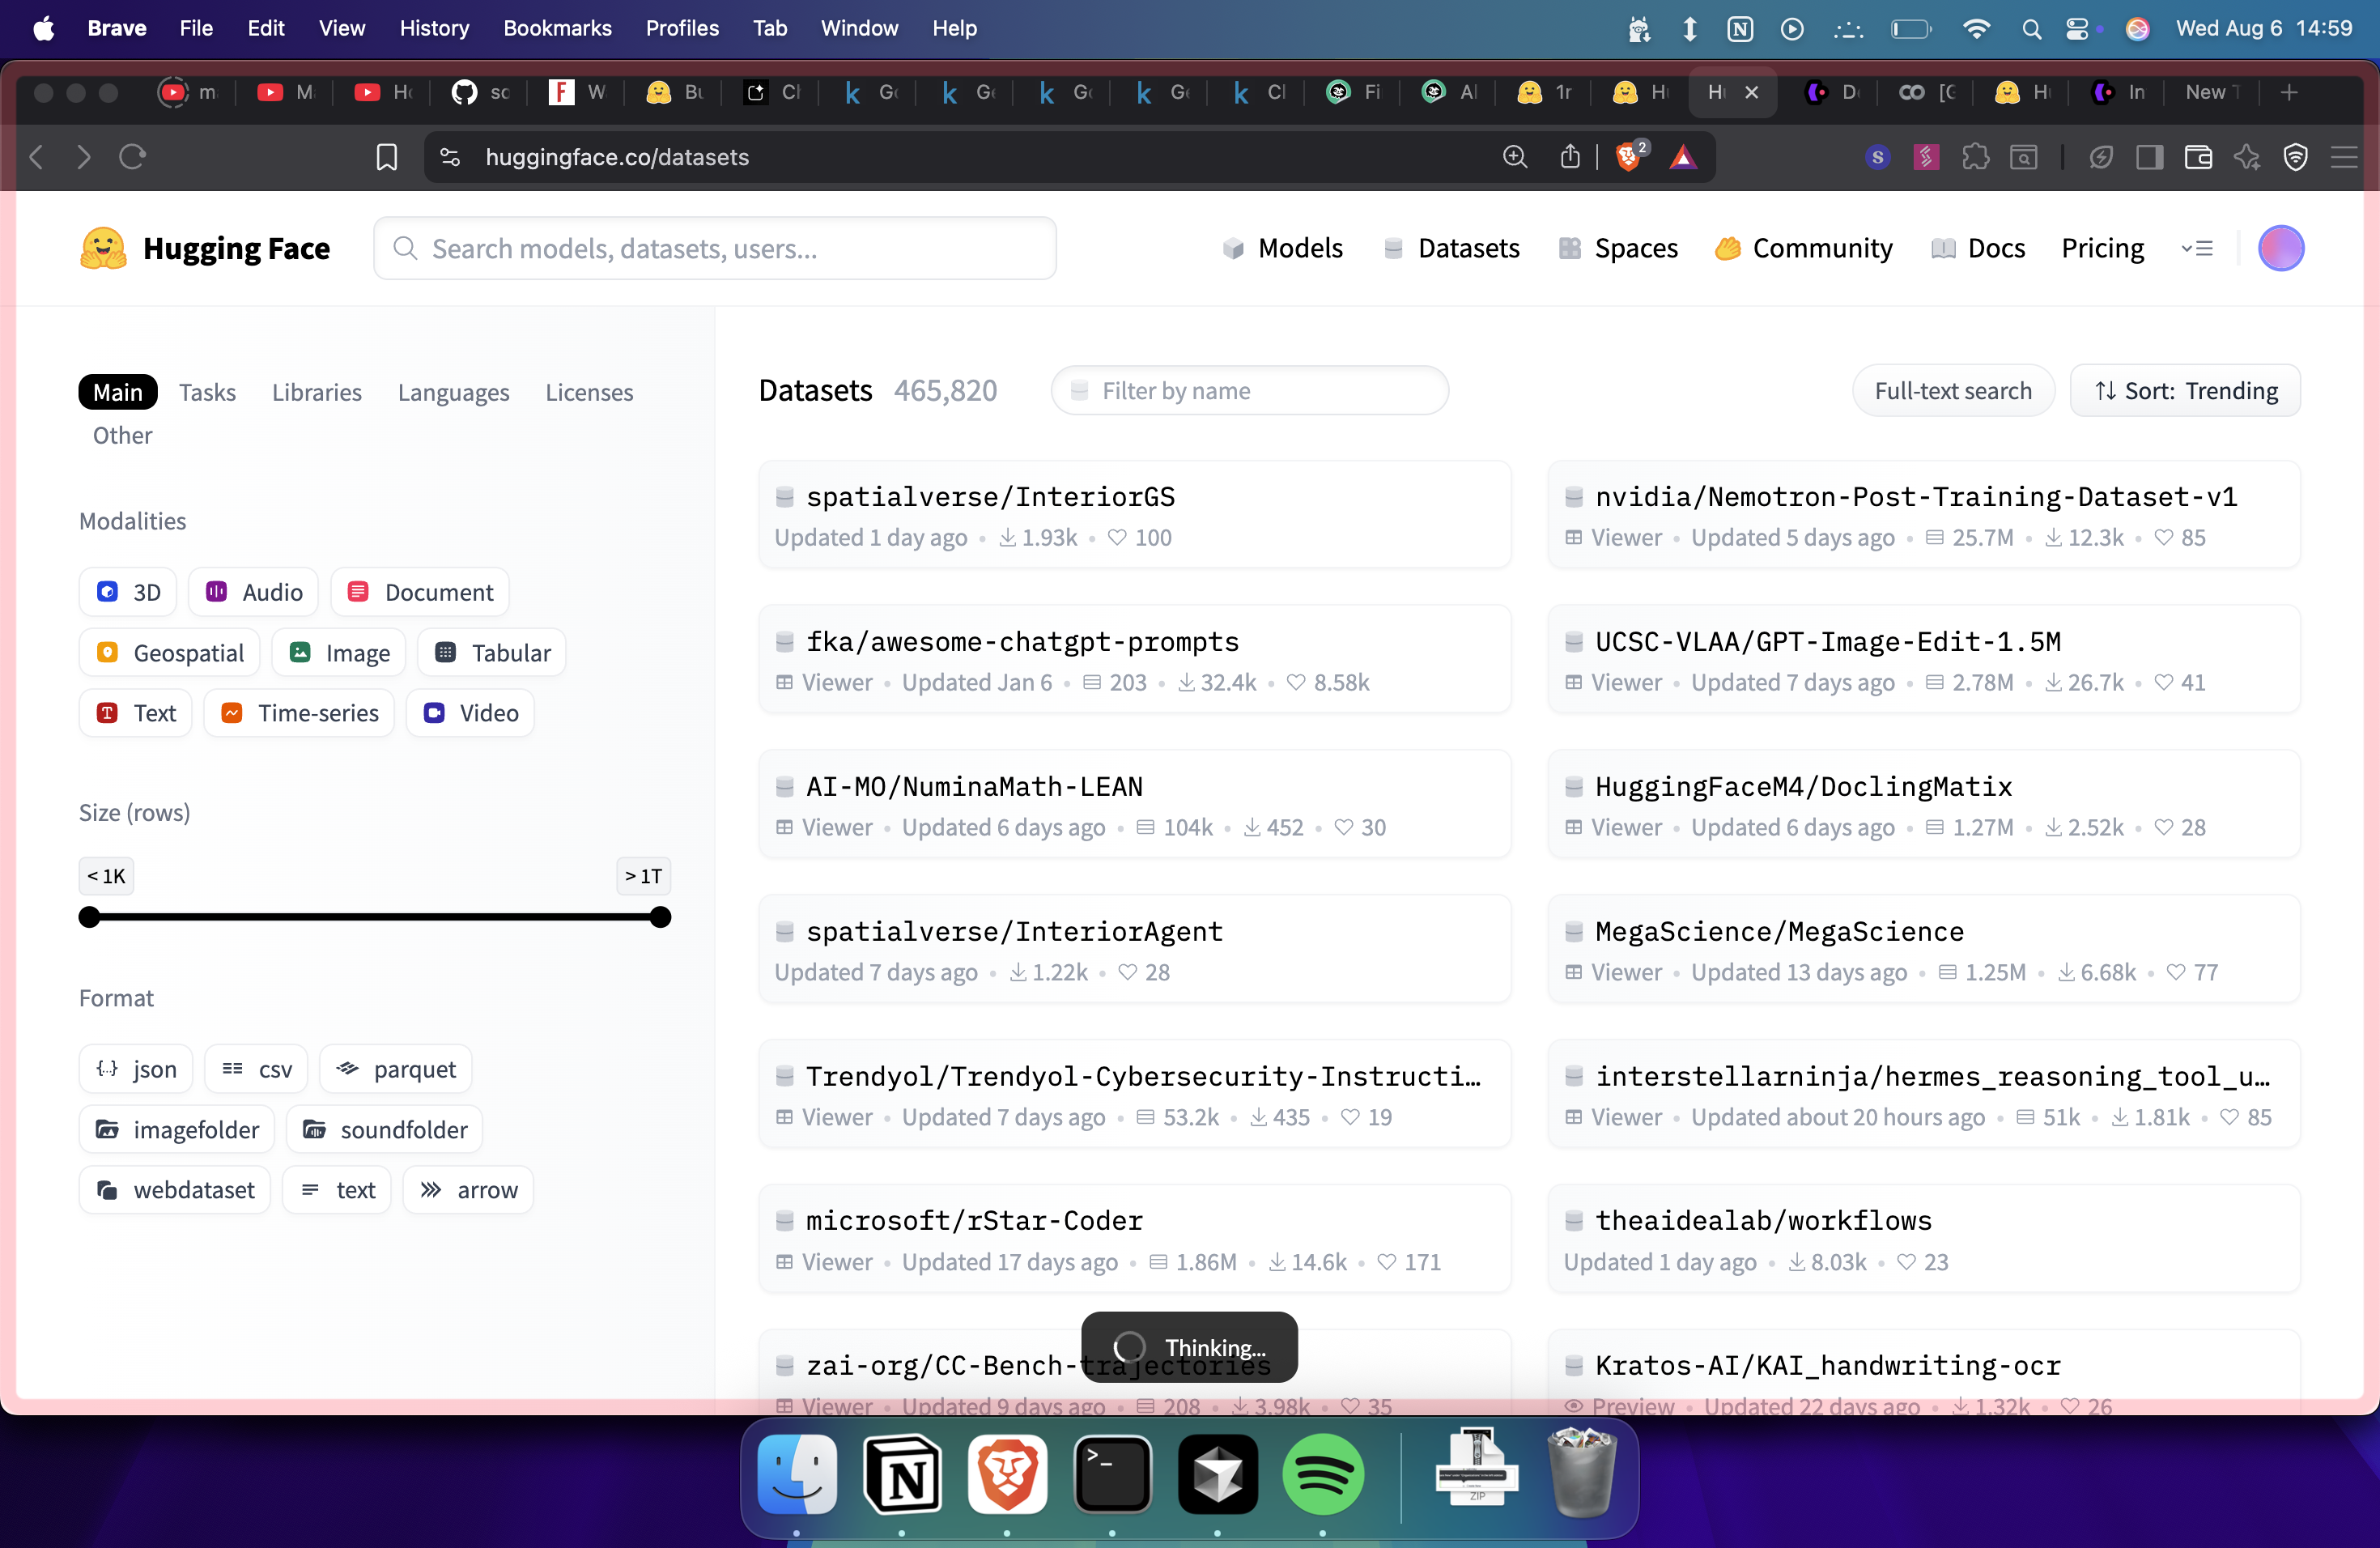 Brave File Edit View History Bookmarks Profiles Tab Window Help Wed Aug 6 14:59
huggingface.co/datasets 2
Hugging Face Search models, datasets, users... Models Datasets Spaces Community Docs Pricing
Main Tasks Libraries Languages Licenses
Other
Modalities
3D Audio Document
Geospatial Image Tabular
Text Time-series Video
Size (rows)
< 1K > 1T
Format
json csv parquet
imagefolder soundfolder
webdataset text arrow
Datasets 465,820 Filter by name Full-text search Sort: Trending
spatialverse/InteriorGS
Updated 1 day ago • 1.93k • 100
nvidia/Nemotron-Post-Training-Dataset-v1
Viewer • Updated 5 days ago • 25.7M • 12.3k • 85
fka/awesome-chatgpt-prompts
Viewer • Updated Jan 6 • 203 • 32.4k • 8.58k
UCSC-VLAA/GPT-Image-Edit-1.5M
Viewer • Updated 7 days ago • 2.78M • 26.7k • 41
AI-MO/NuminaMath-LEAN
Viewer • Updated 6 days ago • 104k • 452 • 30
HuggingFaceM4/DoclingMatix
Viewer • Updated 6 days ago • 1.27M • 2.52k • 28
spatialverse/InteriorAgent
Updated 7 days ago • 1.22k • 28
MegaScience/MegaScience
Viewer • Updated 13 days ago • 1.25M • 6.68k • 77
Trendyol/Trendyol-Cybersecurity-Instructi…
Viewer • Updated 7 days ago • 53.2k • 435 • 19
interstellarninja/hermes_reasoning_tool_u…
Viewer • Updated about 20 hours ago • 51k • 1.81k • 85
microsoft/rStar-Coder
Viewer • Updated 17 days ago • 1.86M • 14.6k • 171
theaidealab/workflows
Updated 1 day ago • 8.03k • 23
zai-org/CC-Bench-trajectories
Viewer • Updated 9 days ago • 208 • 3.98k • 35
Kratos-AI/KAI_handwriting-ocr
Preview • Updated 22 days ago • 1.32k • 26
Thinking...
ZIP